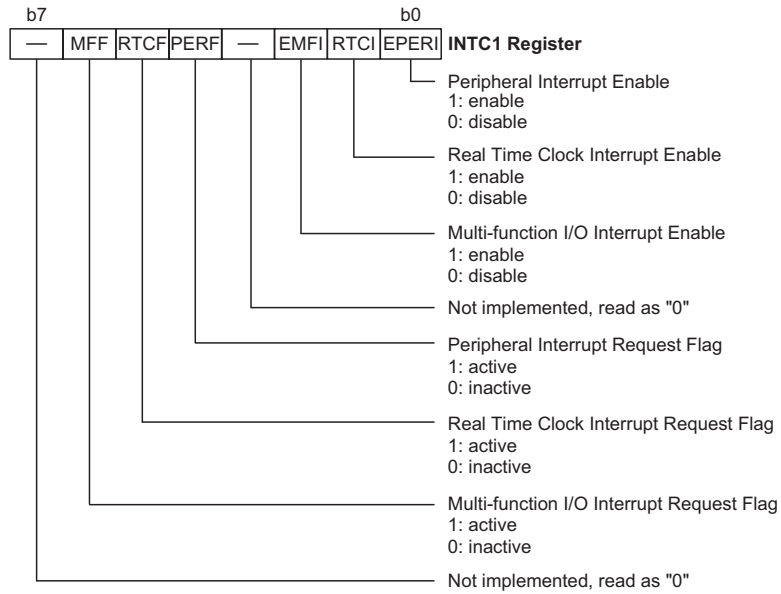 b7 b0
— MFF RTCF PERF — EMFI RTCI EPERI INTC1 Register
Peripheral Interrupt Enable
1: enable
0: disable
Real Time Clock Interrupt Enable
1: enable
0: disable
Multi-function I/O Interrupt Enable
1: enable
0: disable
Not implemented, read as "0"
Peripheral Interrupt Request Flag
1: active
0: inactive
Real Time Clock Interrupt Request Flag
1: active
0: inactive
Multi-function I/O Interrupt Request Flag
1: active
0: inactive
Not implemented, read as "0"